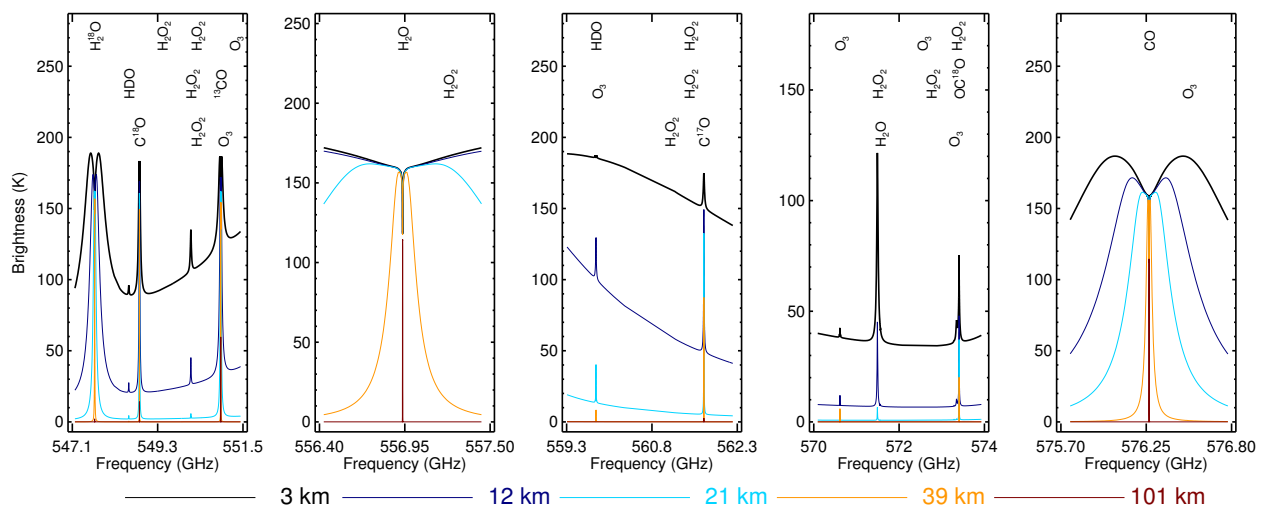 H₂¹⁸O H₂O₂ H₂O₂ O₃
HDO H₂O₂ ¹³CO
C¹⁸O H₂O₂ O₃
250
200
150
100
50
0
Brightness (K)
547.1 549.3 551.5
Frequency (GHz)
H₂O
H₂O₂
250
200
150
100
50
0
556.40 556.95 557.50
Frequency (GHz)
HDO H₂O₂
O₃ H₂O₂
H₂O₂ C¹⁷O
250
200
150
100
50
0
559.3 560.8 562.3
Frequency (GHz)
O₃ O₃ H₂O₂
H₂O₂ H₂O₂ OC¹⁸O
H₂O O₃
150
100
50
0
570 572 574
Frequency (GHz)
CO
O₃
250
200
150
100
50
0
575.70 576.25 576.80
Frequency (GHz)
3 km 12 km 21 km 39 km 101 km